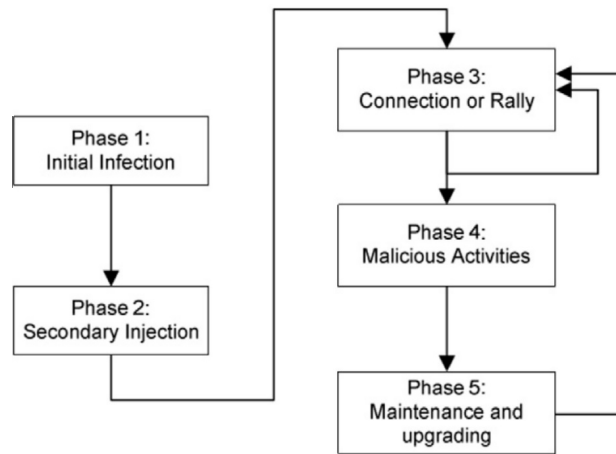 Phase 1:
Initial Infection
Phase 2:
Secondary Injection
Phase 3:
Connection or Rally
Phase 4:
Malicious Activities
Phase 5:
Maintenance and
upgrading